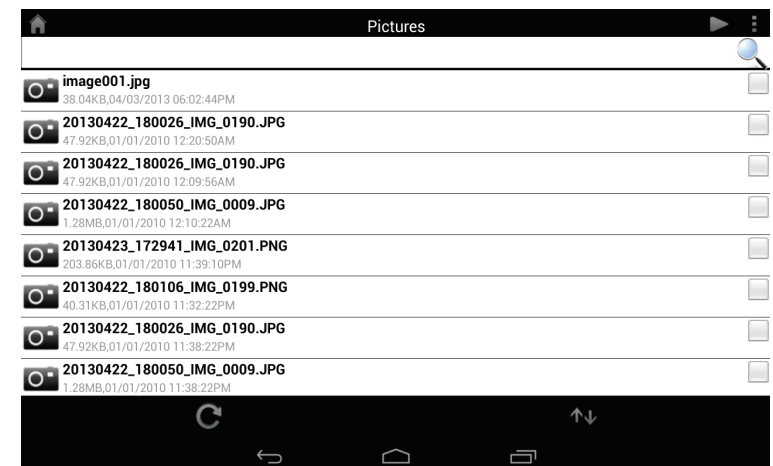 Pictures
image001.jpg
38.04KB,04/03/2013 06:02:44PM
20130422_180026_IMG_0190.JPG
47.92KB,01/01/2010 12:20:50AM
20130422_180026_IMG_0190.JPG
47.92KB,01/01/2010 12:09:56AM
20130422_180050_IMG_0009.JPG
1.28MB,01/01/2010 12:10:22AM
20130423_172941_IMG_0201.PNG
203.86KB,01/01/2010 11:39:10PM
20130422_180106_IMG_0199.PNG
40.31KB,01/01/2010 11:32:22PM
20130422_180026_IMG_0190.JPG
47.92KB,01/01/2010 11:38:22PM
20130422_180050_IMG_0009.JPG
1.28MB,01/01/2010 11:38:22PM